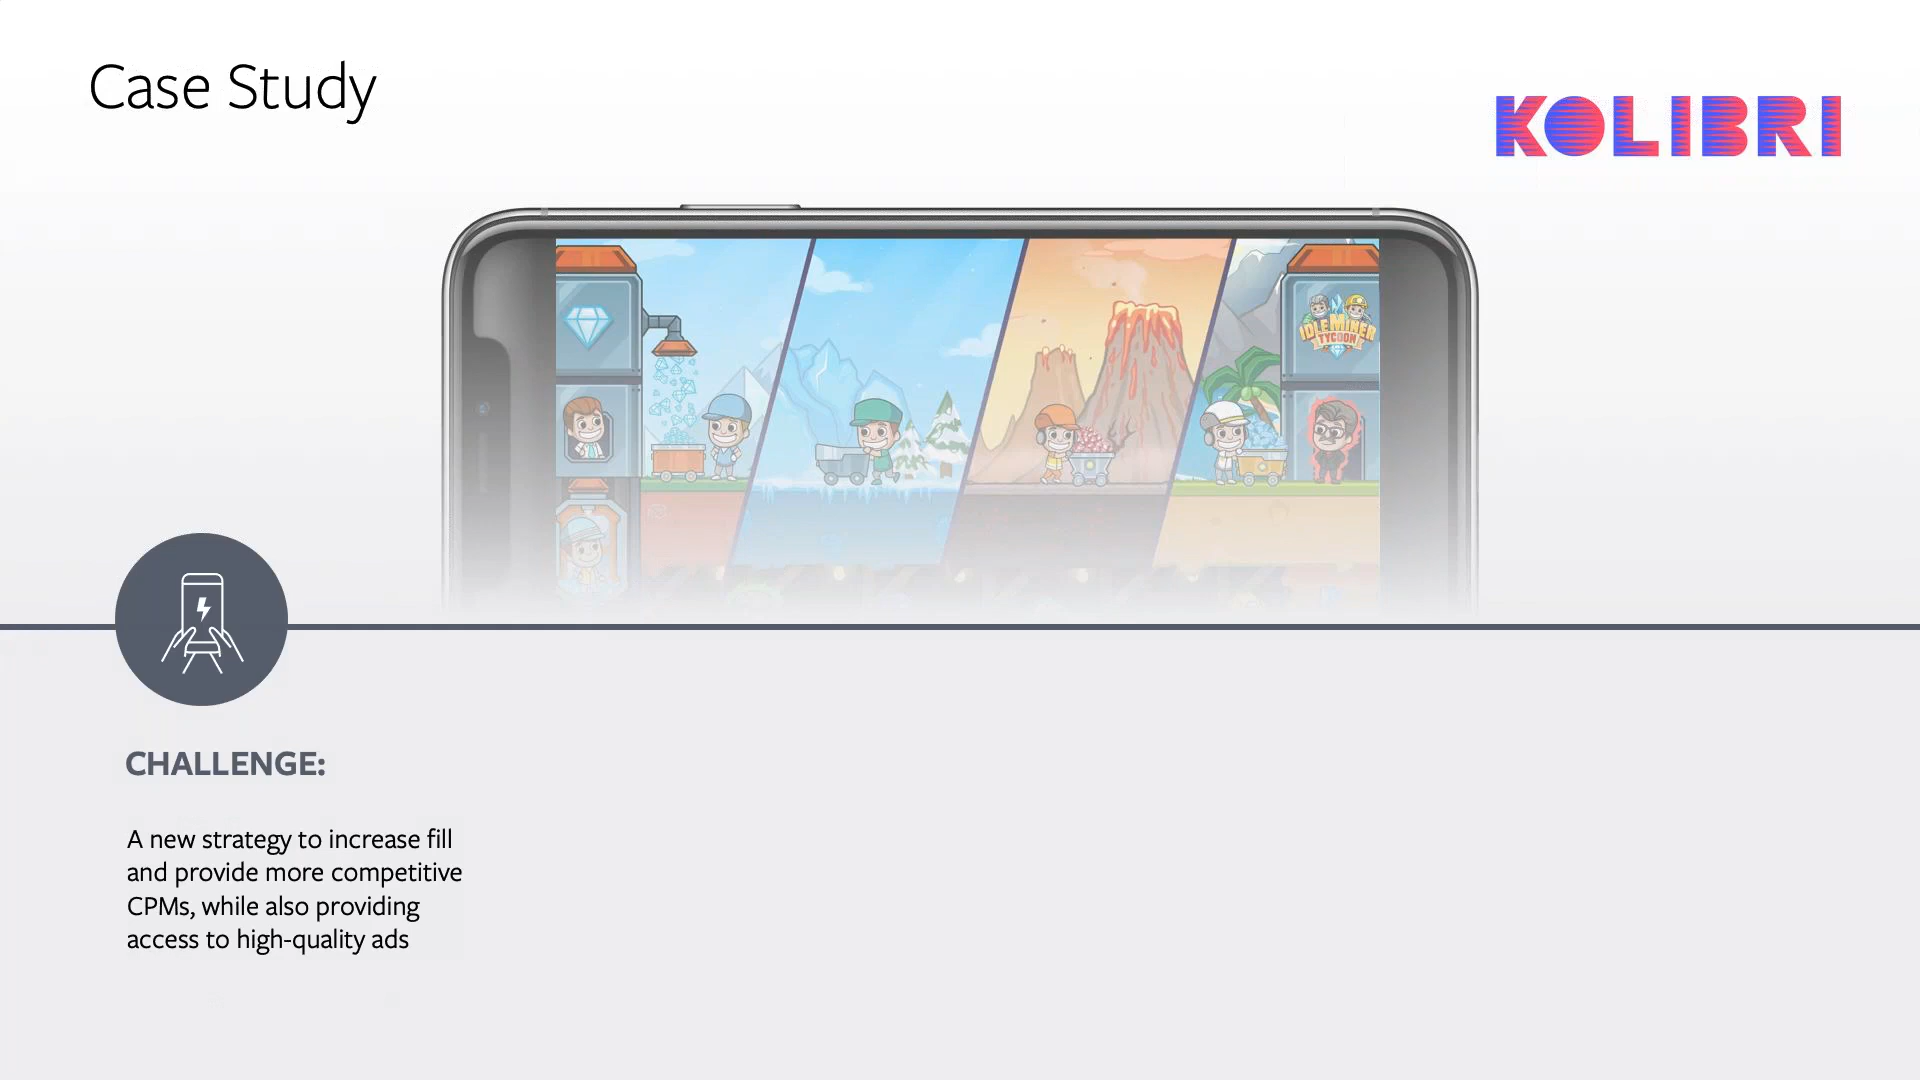 Case Study
KOLIBRI
IDLE MINER
TYCOON
CHALLENGE:
A new strategy to increase fill
and provide more competitive
CPMs, while also providing
access to high-quality ads